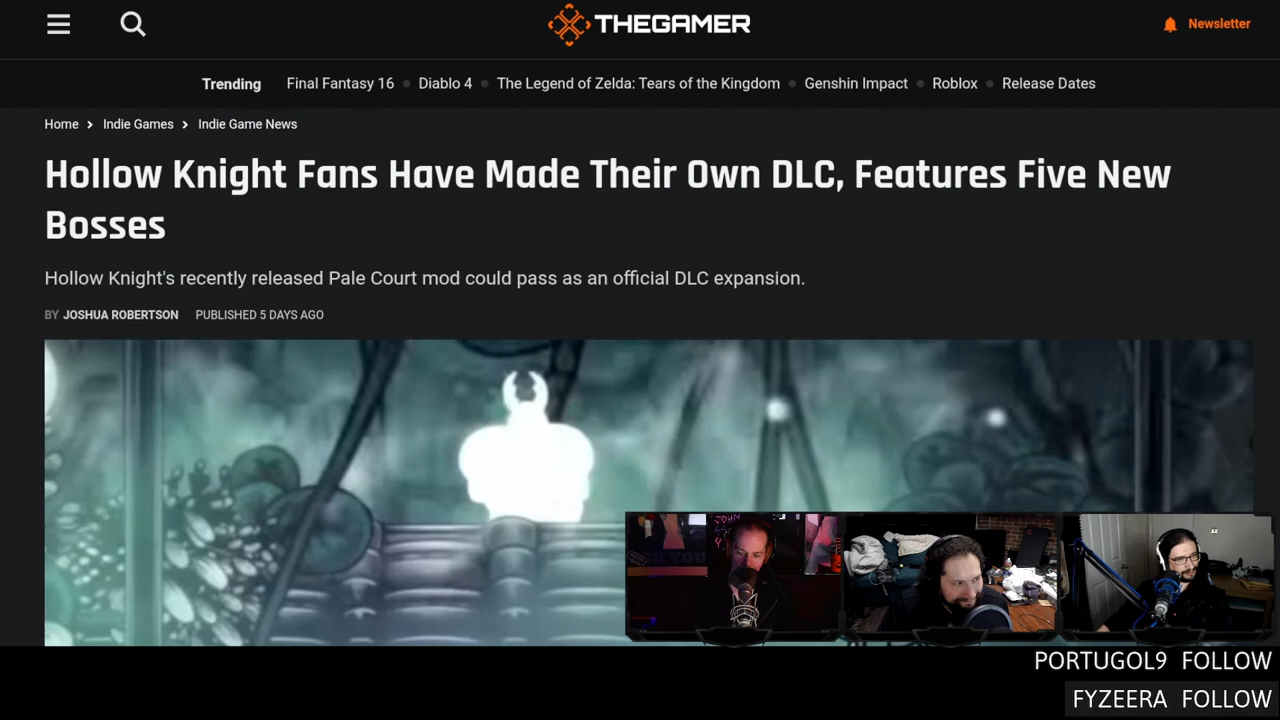 THEGAMER
Newsletter
Trending Final Fantasy 16 Diablo 4 The Legend of Zelda: Tears of the Kingdom Genshin Impact Roblox Release Dates
Home > Indie Games > Indie Game News
Hollow Knight Fans Have Made Their Own DLC, Features Five New
Bosses
Hollow Knight's recently released Pale Court mod could pass as an official DLC expansion.
BY JOSHUA ROBERTSON PUBLISHED 5 DAYS AGO
JOHN
PORTUGOL9 FOLLOW
FYZEERA FOLLOW